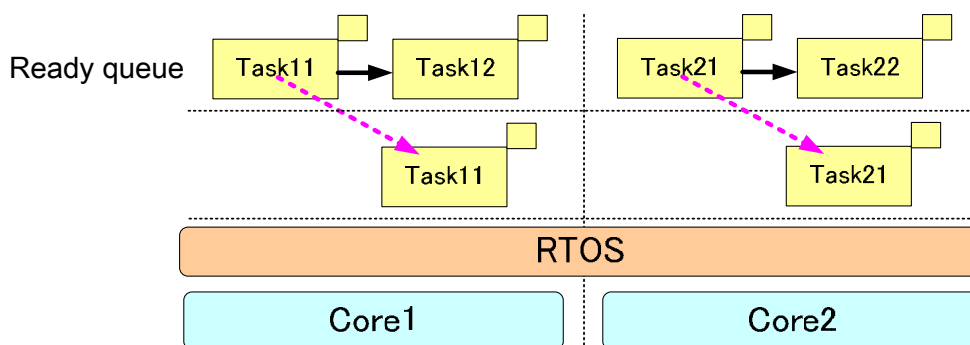 Ready queue
Task11
Task12
Task21
Task22
Task11
Task21
RTOS
Core1
Core2